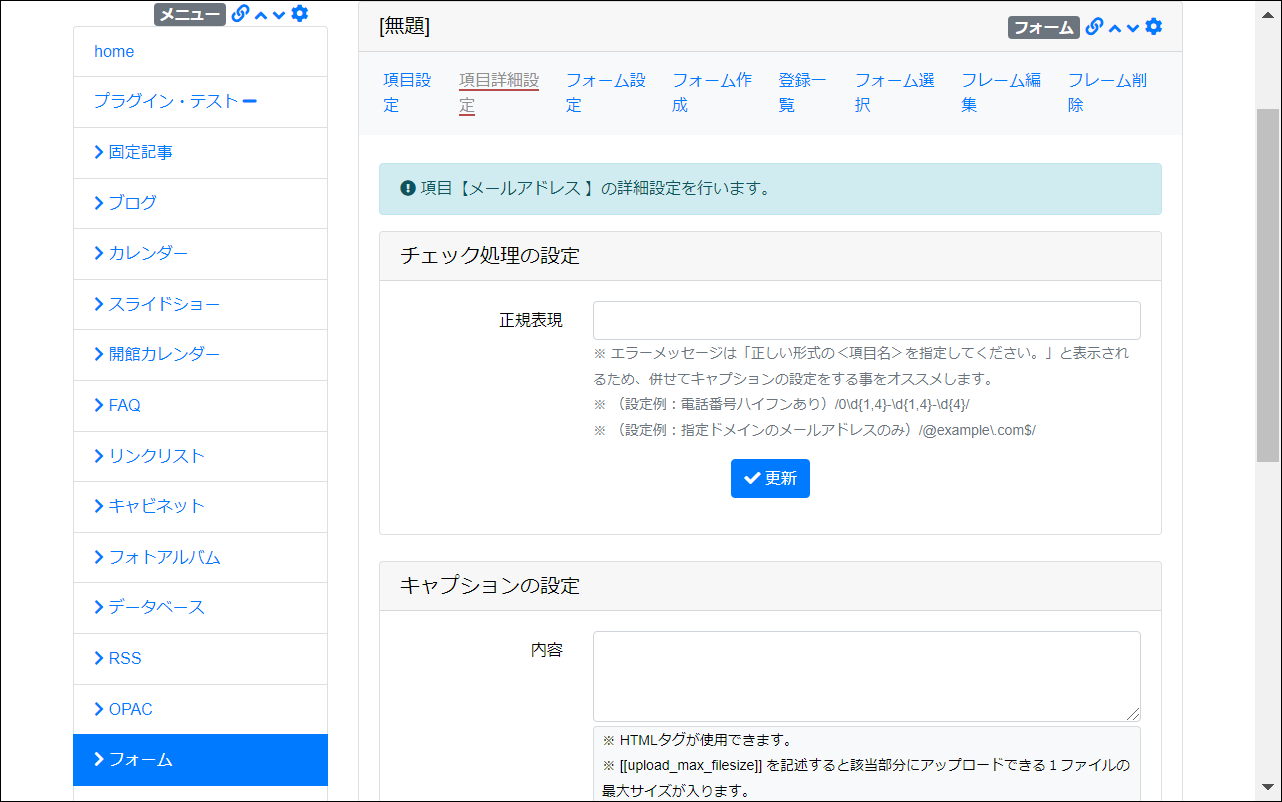 メニュー
home
プラグイン・テスト
固定記事
ブログ
カレンダー
スライドショー
開館カレンダー
FAQ
リンクリスト
キャビネット
フォトアルバム
データベース
RSS
OPAC
フォーム
[無題]
フォーム
項目設
定
項目詳細設
定
フォーム設
定
フォーム作
成
登録一
覧
フォーム選
択
フレーム編
集
フレーム削
除
項目【メールアドレス 】の詳細設定を行います。
チェック処理の設定
正規表現
※ エラーメッセージは「正しい形式の＜項目名＞を指定してください。」と表示され
るため、併せてキャプションの設定をする事をオススメします。
※ （設定例：電話番号ハイフンあり）/0\d{1,4}-\d{1,4}-\d{4}/
※ （設定例：指定ドメインのメールアドレスのみ）/@example\.com$/
更新
キャプションの設定
内容
※ HTMLタグが使用できます。
※ [[upload_max_filesize]] を記述すると該当部分にアップロードできる１ファイルの
最大サイズが入ります。